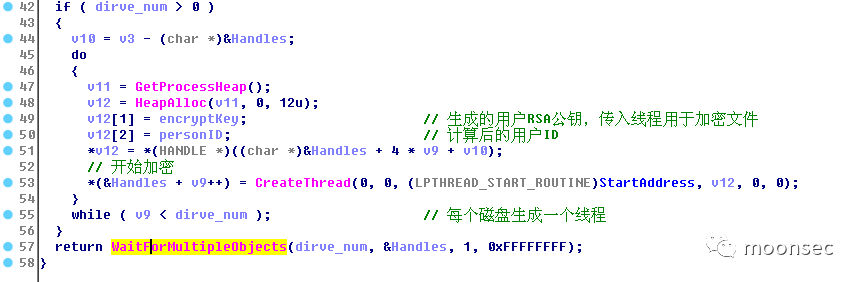 42 if ( dirve_num > 0 )
43 {
44 v10 = v3 - (char *)&Handles;
45 do
46 {
47 v11 = GetProcessHeap();
48 v12 = HeapAlloc(v11, 0, 12u);
49 v12[1] = encryptKey; // 生成的用户RSA公钥，传入线程用于加密文件
50 v12[2] = personID; // 计算后的用户ID
51 *v12 = *(HANDLE *)((char *)&Handles + 4 * v9 + v10);
52 // 开始加密
53 *(&Handles + v9++) = CreateThread(0, 0, (LPTHREAD_START_ROUTINE)StartAddress, v12, 0, 0);
54 }
55 while ( v9 < dirve_num ); // 每个磁盘生成一个线程
56 }
57 return WaitForMultipleObjects(dirve_num, &Handles, 1, 0xFFFFFFFF);
58 }
moonsec